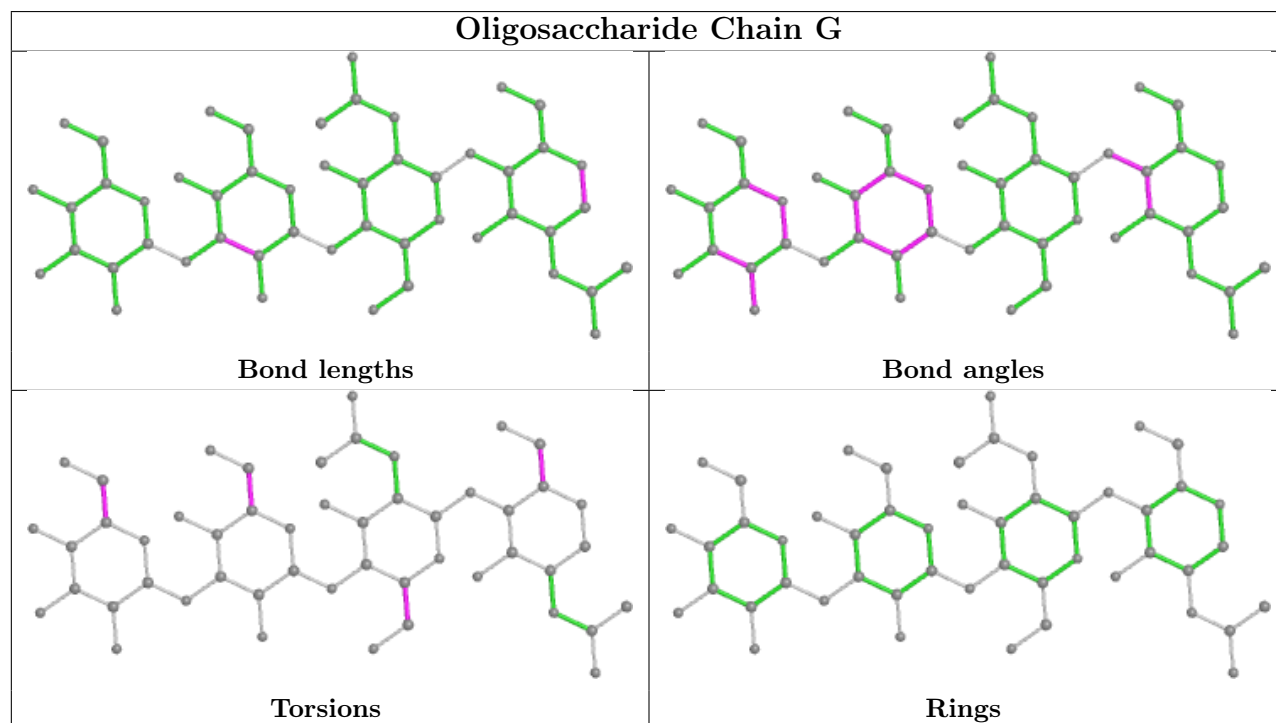 Oligosaccharide Chain G
Bond lengths
Bond angles
Torsions
Rings